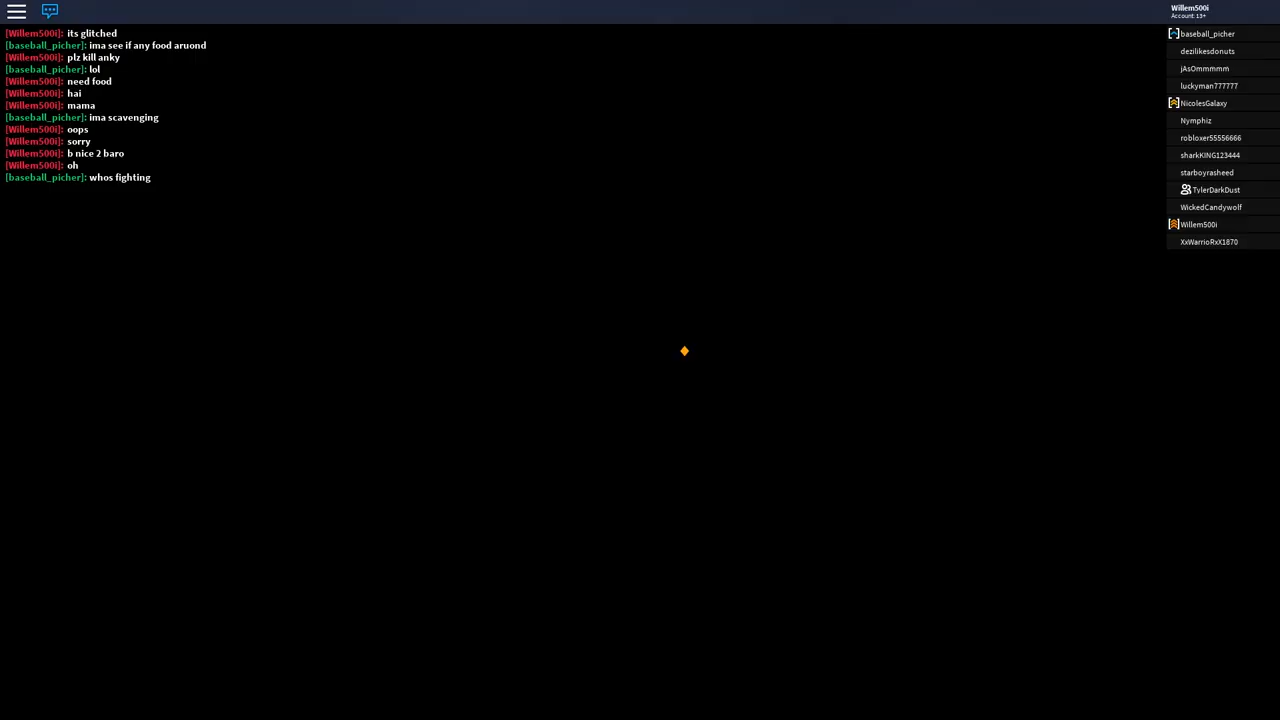 Willem500i
Account: 13+
[Willem500i]: its glitched
[baseball_picher]: ima see if any food aruond
[Willem500i]: plz kill anky
[baseball_picher]: lol
[Willem500i]: need food
[Willem500i]: hai
[Willem500i]: mama
[baseball_picher]: ima scavenging
[Willem500i]: oops
[Willem500i]: sorry
[Willem500i]: b nice 2 baro
[Willem500i]: oh
[baseball_picher]: whos fighting
baseball_picher
dezilikesdonuts
jAsOmmmmm
luckyman777777
NicolesGalaxy
Nymphiz
robloxer55556666
sharkKING123444
starboyrasheed
TylerDarkDust
WickedCandywolf
Willem500i
XxWarrioRxX1870